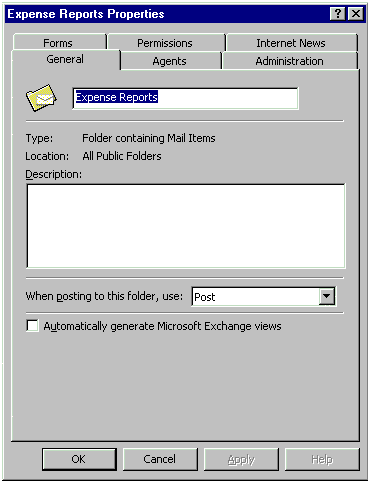 Expense Reports Properties
Forms Permissions Internet News
General Agents Administration
Expense Reports
Type: Folder containing Mail Items
Location: All Public Folders
Description:
When posting to this folder, use: Post
Automatically generate Microsoft Exchange views
OK Cancel Apply Help